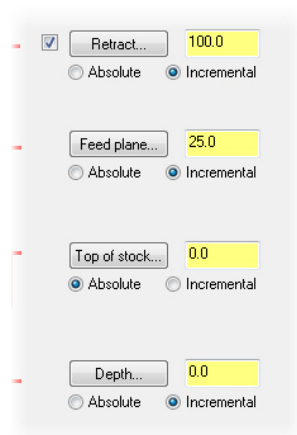 Retract... 100.0
Absolute Incremental
Feed plane... 25.0
Absolute Incremental
Top of stock... 0.0
Absolute Incremental
Depth... 0.0
Absolute Incremental